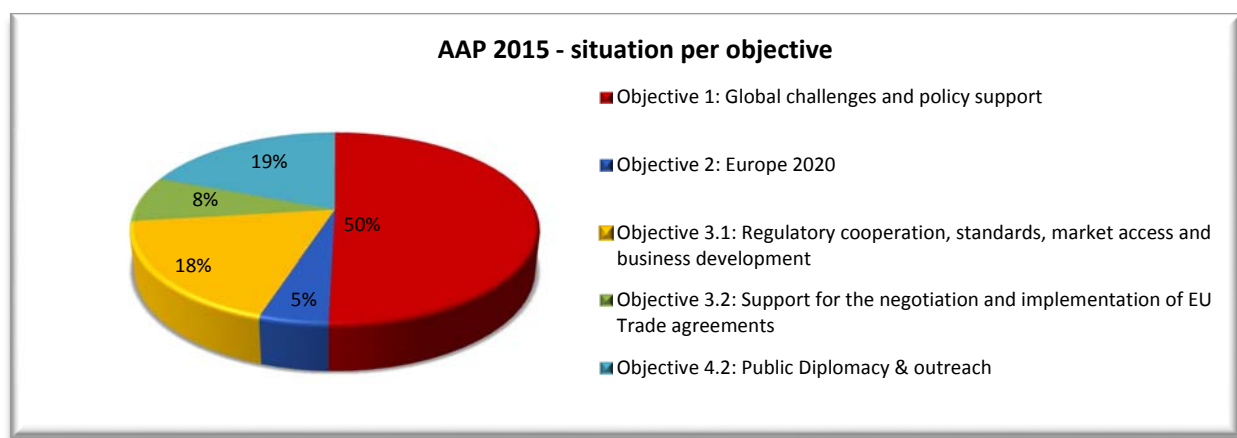 AAP 2015 - situation per objective
Objective 1: Global challenges and policy support
Objective 2: Europe 2020
Objective 3.1: Regulatory cooperation, standards, market access and
business development
Objective 3.2: Support for the negotiation and implementation of EU
Trade agreements
Objective 4.2: Public Diplomacy & outreach
19%
8%
50%
18%
5%